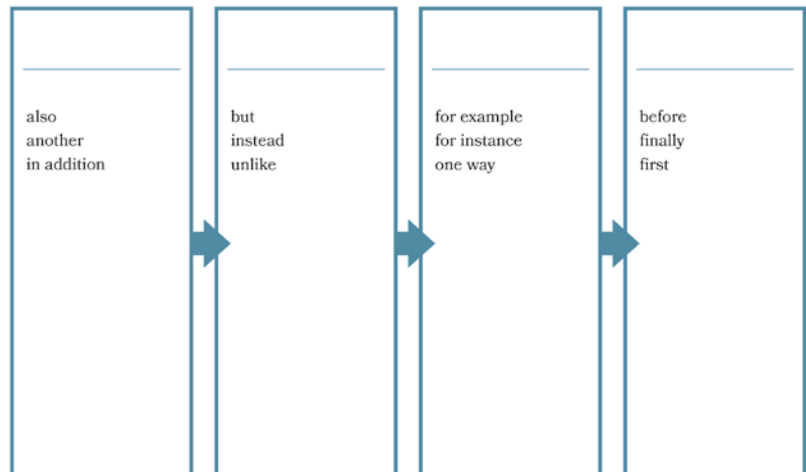 also
another
in addition
but
instead
unlike
for example
for instance
one way
before
finally
first